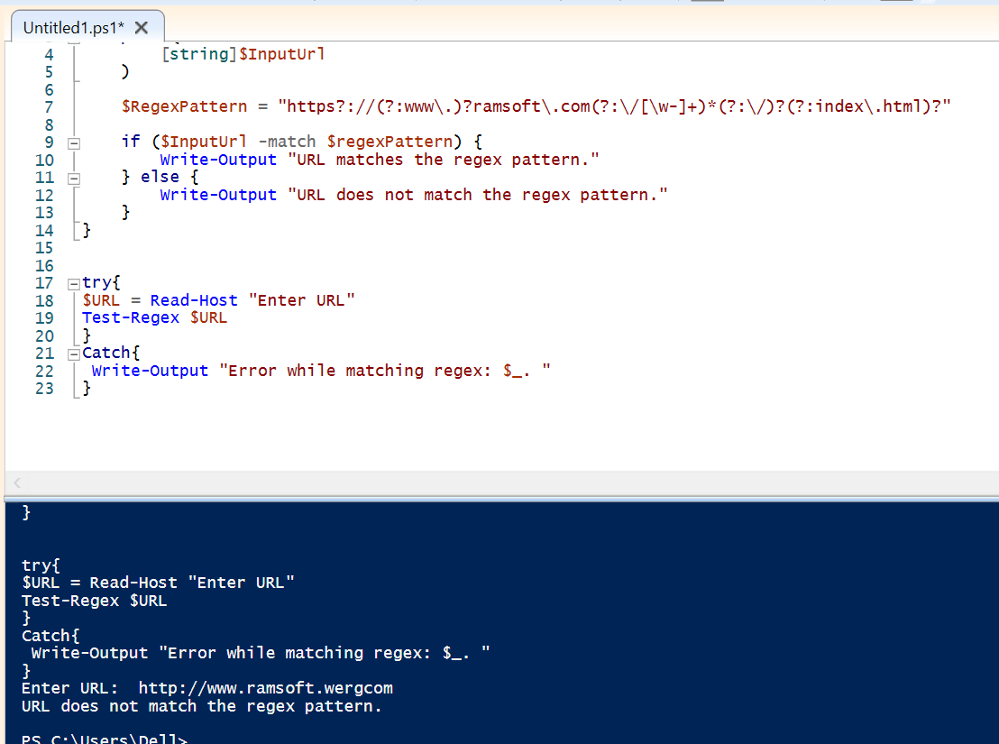 Untitled1.ps1* X
4 [string]$InputUrl
5 )
6
7 $RegexPattern = "https?://(?:www\.)?ramsoft\.com(?:\/[\w-]+)*(?:\/)?(?:index\.html)?"
8
9 if ($InputUrl -match $regexPattern) {
10 Write-Output "URL matches the regex pattern."
11 } else {
12 Write-Output "URL does not match the regex pattern."
13 }
14 }
15
16
17 try{
18 $URL = Read-Host "Enter URL"
19 Test-Regex $URL
20 }
21 Catch{
22 Write-Output "Error while matching regex: $_. "
23 }
}
try{
$URL = Read-Host "Enter URL"
Test-Regex $URL
}
Catch{
Write-Output "Error while matching regex: $_. "
}
Enter URL: http://www.ramsoft.wergcom
URL does not match the regex pattern.
PS C:\Users\Dell>